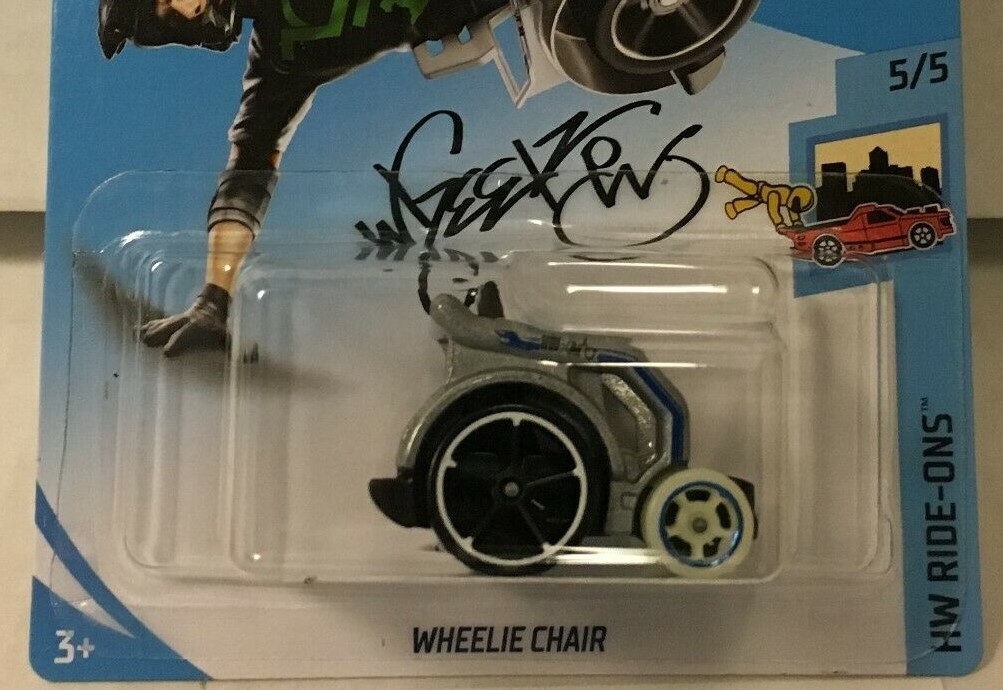 5/5
HW RIDE-ONS™
WHEELIE CHAIR
3+